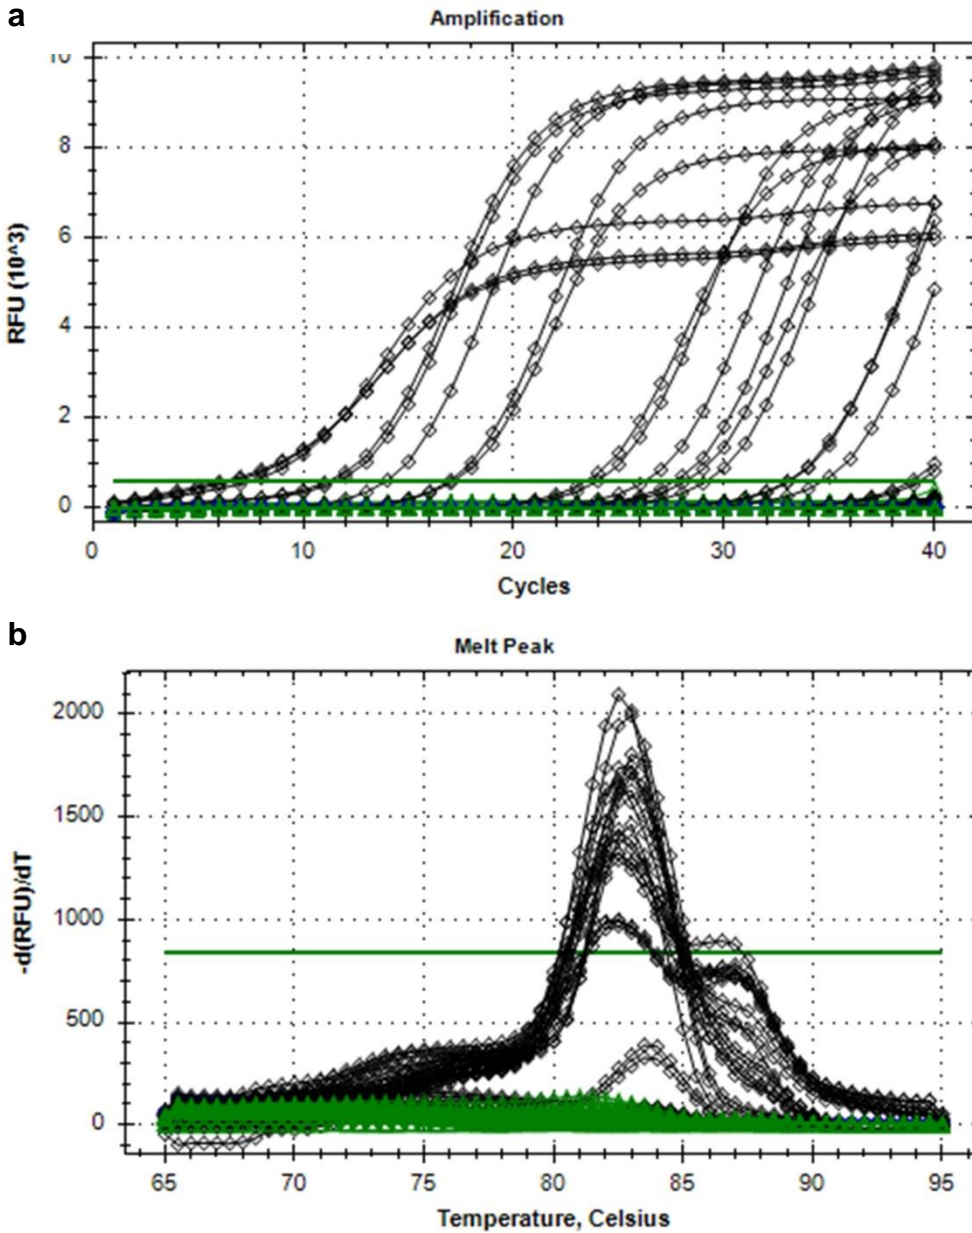 a
Amplification
10
8
6
4
2
0
RFU (10^3)
0 10 20 30 40
Cycles
b
Melt Peak
2000
1500
1000
500
0
-d(RFU)/dT
65 70 75 80 85 90 95
Temperature, Celsius